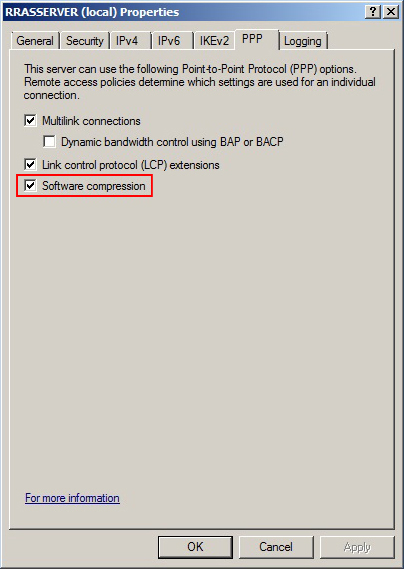 RRASSERVER (local) Properties
General Security IPv4 IPv6 IKEv2 PPP Logging
This server can use the following Point-to-Point Protocol (PPP) options.
Remote access policies determine which settings are used for an individual
connection.
Multilink connections
Dynamic bandwidth control using BAP or BACP
Link control protocol (LCP) extensions
Software compression
For more information
OK Cancel Apply